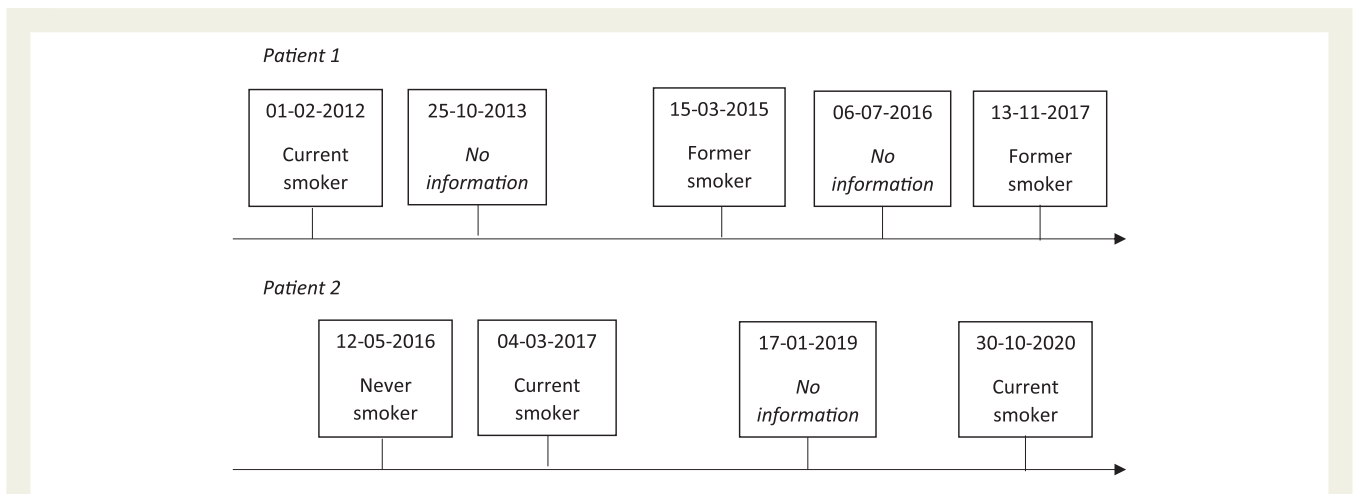 Patient 1
01-02-2012
Current
smoker
25-10-2013
No
information
15-03-2015
Former
smoker
06-07-2016
No
information
13-11-2017
Former
smoker
Patient 2
12-05-2016
Never
smoker
04-03-2017
Current
smoker
17-01-2019
No
information
30-10-2020
Current
smoker